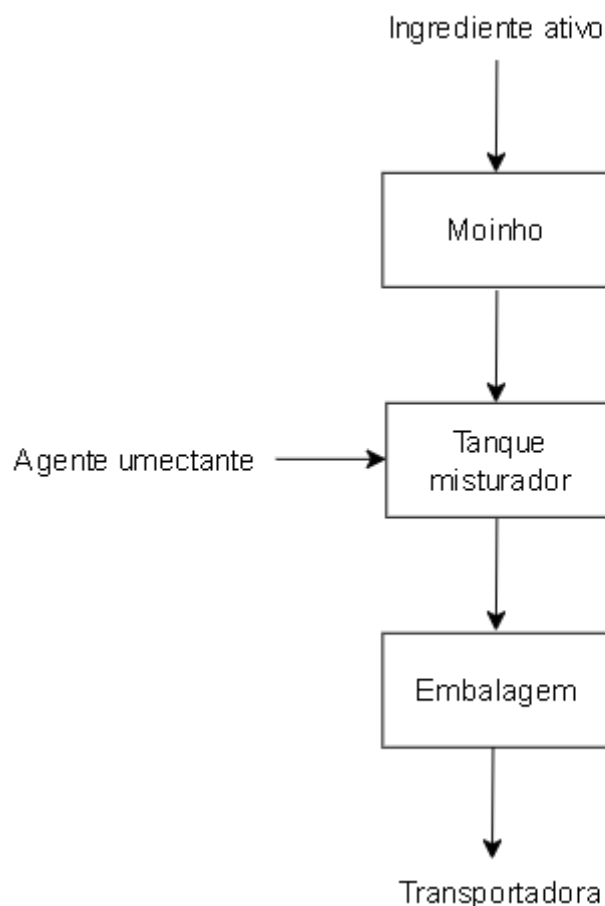 Ingrediente ativo
Moinho
Agente umectante
Tanque
misturador
Embalagem
Transportadora